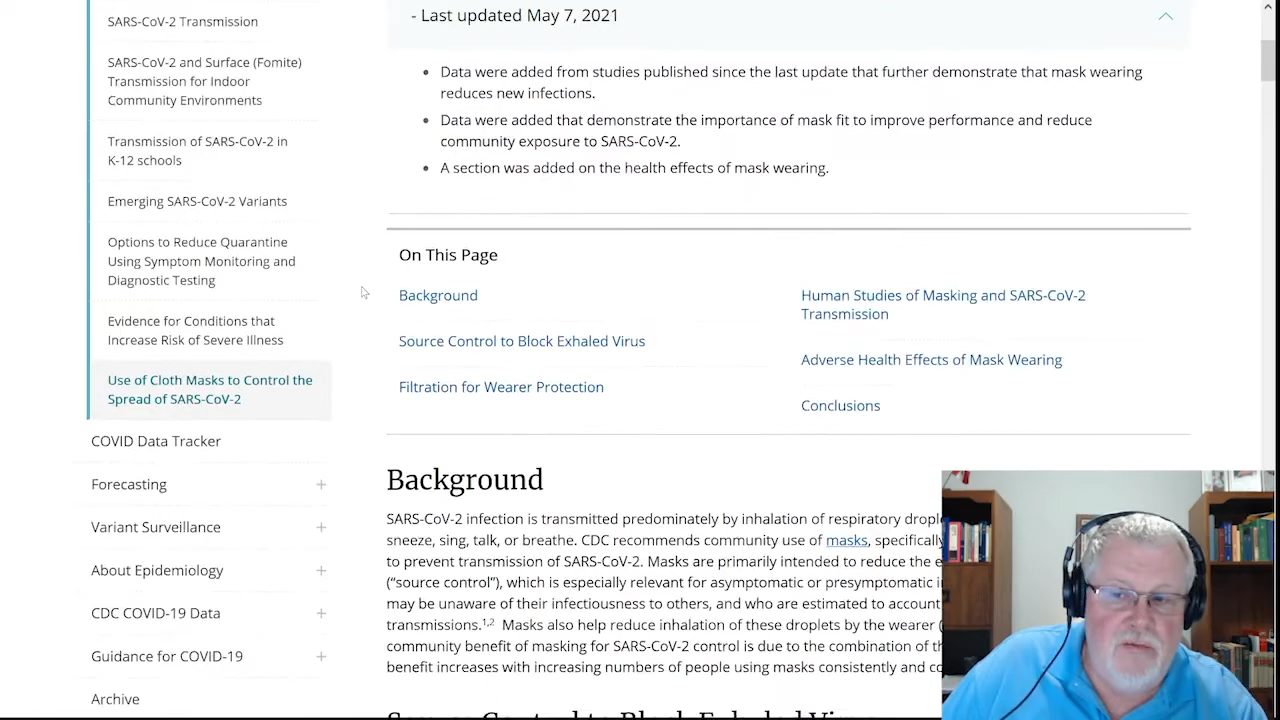 SARS-CoV-2 Transmission
SARS-CoV-2 and Surface (Fomite)
Transmission for Indoor
Community Environments
Transmission of SARS-CoV-2 in
K-12 schools
Emerging SARS-CoV-2 Variants
Options to Reduce Quarantine
Using Symptom Monitoring and
Diagnostic Testing
Evidence for Conditions that
Increase Risk of Severe Illness
Use of Cloth Masks to Control the
Spread of SARS-CoV-2
COVID Data Tracker
Forecasting +
Variant Surveillance +
About Epidemiology +
CDC COVID-19 Data +
Guidance for COVID-19 +
Archive
- Last updated May 7, 2021
• Data were added from studies published since the last update that further demonstrate that mask wearing
reduces new infections.
• Data were added that demonstrate the importance of mask fit to improve performance and reduce
community exposure to SARS-CoV-2.
• A section was added on the health effects of mask wearing.
On This Page
Background
Source Control to Block Exhaled Virus
Filtration for Wearer Protection
Human Studies of Masking and SARS-CoV-2
Transmission
Adverse Health Effects of Mask Wearing
Conclusions
Background
SARS-CoV-2 infection is transmitted predominately by inhalation of respiratory
sneeze, sing, talk, or breathe. CDC recommends community use of masks, specifically
to prevent transmission of SARS-CoV-2. Masks are primarily intended to reduce the
("source control"), which is especially relevant for asymptomatic or presymptomatic
may be unaware of their infectiousness to others, and who are estimated to account
transmissions.1,2 Masks also help reduce inhalation of these droplets by the wearer (
community benefit of masking for SARS-CoV-2 control is due to the combination of
benefit increases with increasing numbers of people using masks consistently and
Source Control to Block Exhaled Virus